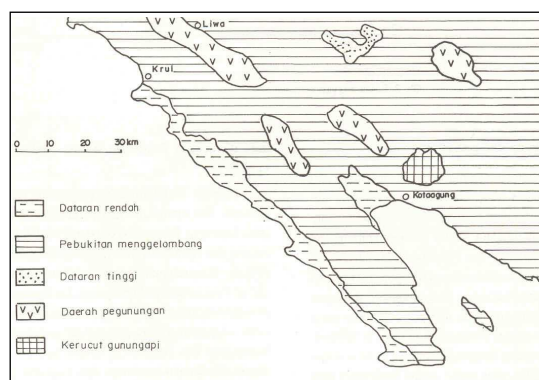 Liwa
Krui
0 10 20 30 km
Kotaagung
Dataran rendah
Pebukitan menggelombang
Dataran tinggi
Daerah pegunungan
Kerucut gunungapi